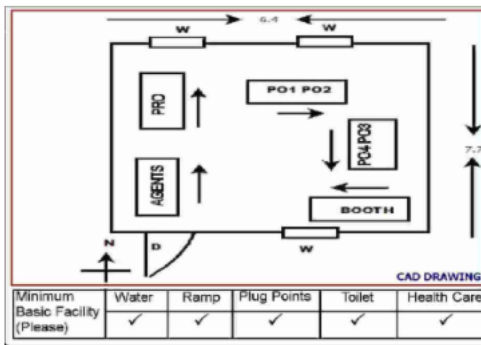 6.4
W W
PRO
PO1 PO2
PO4 PO3
7.7
AGENTS
BOOTH
N
D
W
CAD DRAWING
Minimum Basic Facility (Please) Water Ramp Plug Points Toilet Health Care
✓ ✓ ✓ ✓ ✓